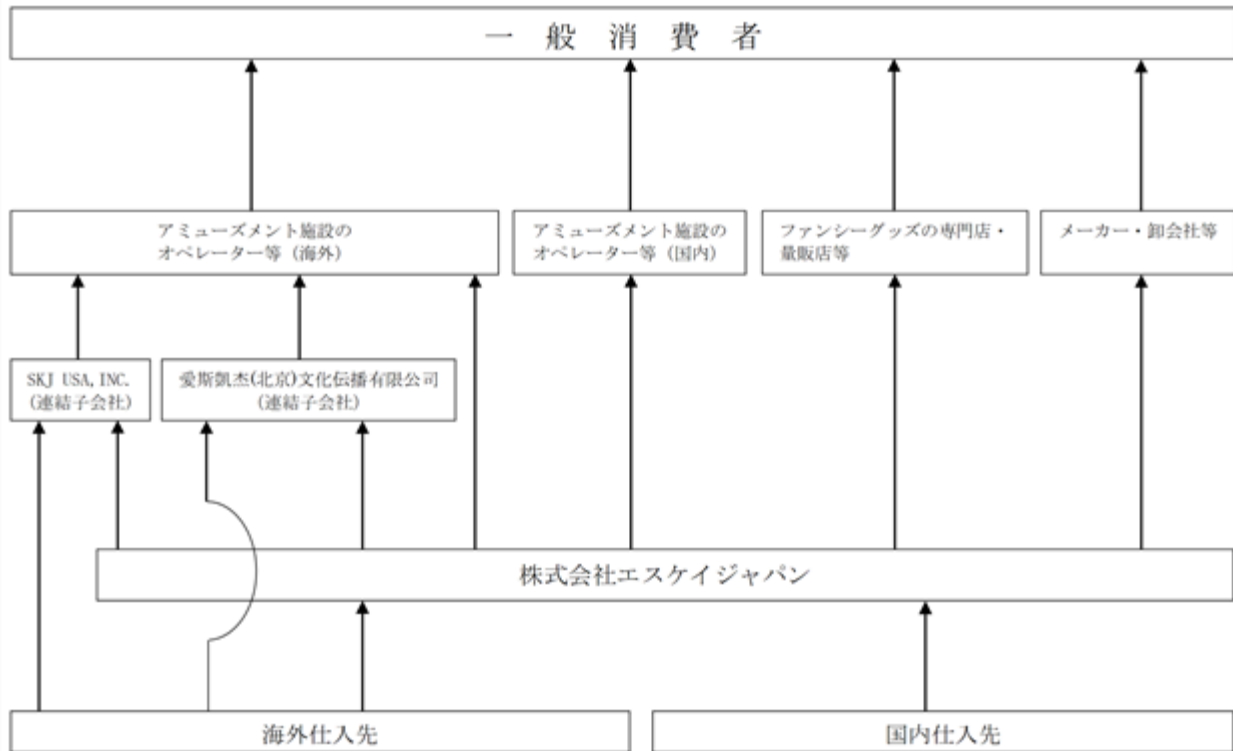 一般消費者
アミューズメント施設の
オペレーター等（海外）
アミューズメント施設の
オペレーター等（国内）
ファンシーグッズの専門店・
量販店等
メーカー・卸会社等
SKJ USA, INC.
(連結子会社)
愛斯凱杰(北京)文化伝播有限公司
(連結子会社)
株式会社エスケイジャパン
海外仕入先
国内仕入先